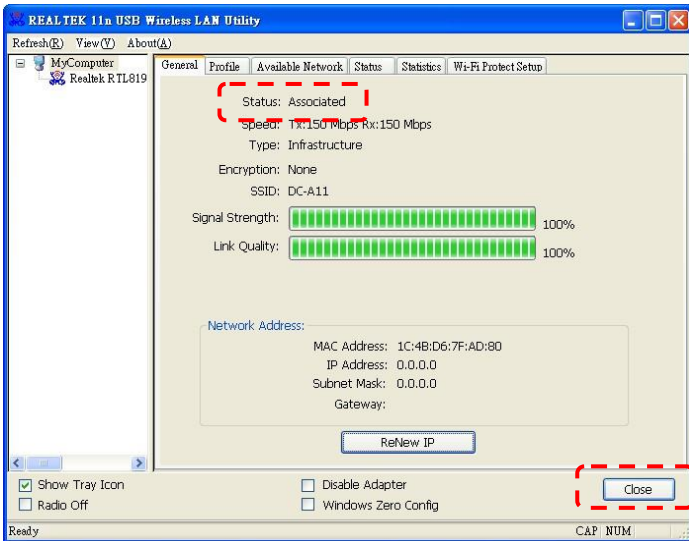 REALTEK 11n USB Wireless LAN Utility
Refresh(R) View(V) About(A)
MyComputer
Realtek RTL819
General Profile Available Network Status Statistics Wi-Fi Protect Setup
Status: Associated
Speed: Tx:150 Mbps Rx:150 Mbps
Type: Infrastructure
Encryption: None
SSID: DC-A11
Signal Strength: 100%
Link Quality: 100%
Network Address:
MAC Address: 1C:4B:D6:7F:AD:80
IP Address: 0.0.0.0
Subnet Mask: 0.0.0.0
Gateway:
ReNew IP
Show Tray Icon
Disable Adapter
Close
Radio Off
Windows Zero Config
Ready
CAP NUM